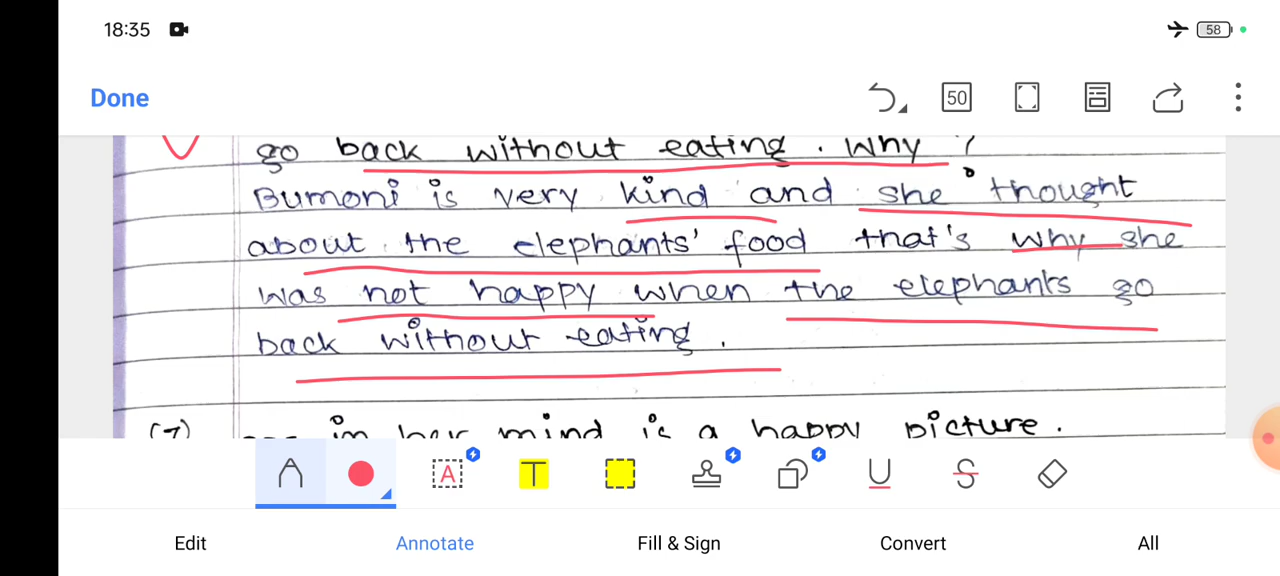 18:35
58
Done
50
go back without eating. Why?
Bumoni is very kind and she thought
about the elephants' food that's why she
was not happy when the elephants go
back without eating.
(7) in her mind is a happy picture.
A T U S
Edit Annotate Fill & Sign Convert All